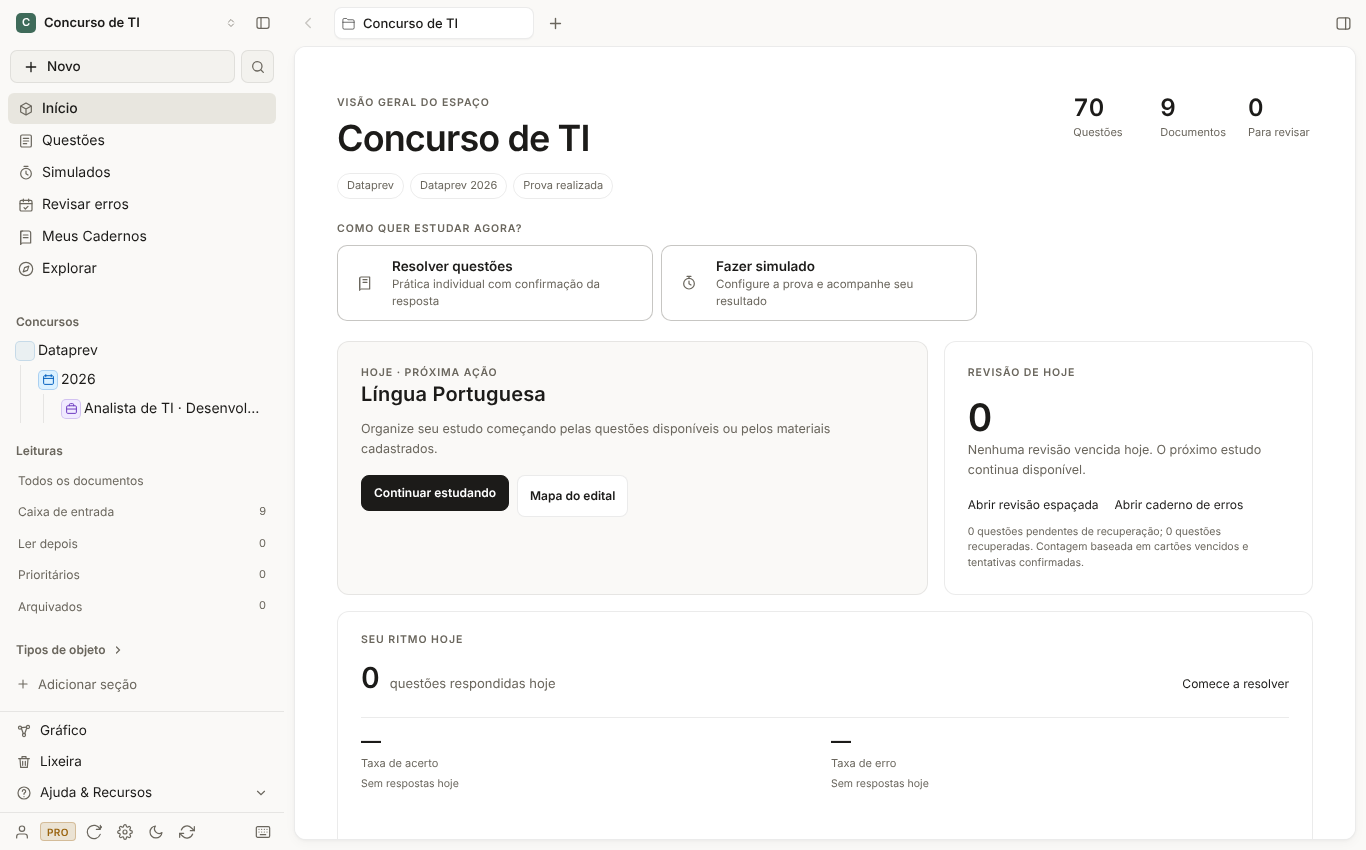 C Concurso de TI
Novo
Início
Questões
Simulados
Revisar erros
Meus Cadernos
Explorar
Concursos
Dataprev
2026
Analista de TI · Desenvol...
Leituras
Todos os documentos
Caixa de entrada 9
Ler depois 0
Prioritários 0
Arquivados 0
Tipos de objeto
Adicionar seção
Gráfico
Lixeira
Ajuda & Recursos
PRO
Concurso de TI
VISÃO GERAL DO ESPAÇO
Concurso de TI
70 9 0
Questões Documentos Para revisar
Dataprev Dataprev 2026 Prova realizada
COMO QUER ESTUDAR AGORA?
Resolver questões
Prática individual com confirmação da
resposta
Fazer simulado
Configure a prova e acompanhe seu
resultado
HOJE · PRÓXIMA AÇÃO
Língua Portuguesa
Organize seu estudo começando pelas questões disponíveis ou pelos materiais
cadastrados.
Continuar estudando Mapa do edital
REVISÃO DE HOJE
0
Nenhuma revisão vencida hoje. O próximo estudo
continua disponível.
Abrir revisão espaçada Abrir caderno de erros
0 questões pendentes de recuperação; 0 questões
recuperadas. Contagem baseada em cartões vencidos e
tentativas confirmadas.
SEU RITMO HOJE
0 questões respondidas hoje Comece a resolver
— —
Taxa de acerto Taxa de erro
Sem respostas hoje Sem respostas hoje